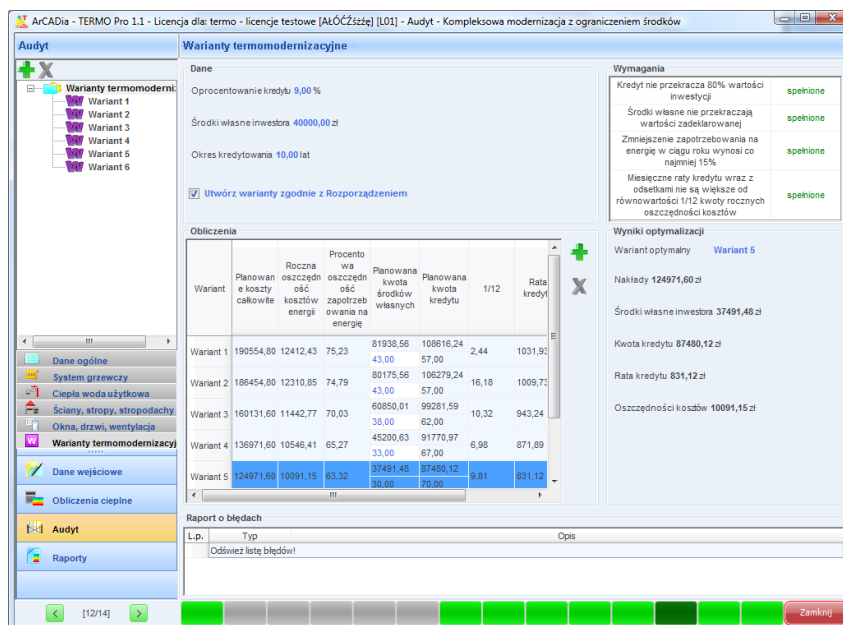 ArCADia - TERMO Pro 1.1 - Licencja dla: termo - licencje testowe [AŁÓĆŹśżźę] [L01] - Audyt - Kompleksowa modernizacja z ograniczeniem środków
Audyt
Warianty termomoderni:
Wariant 1
Wariant 2
Wariant 3
Wariant 4
Wariant 5
Wariant 6
Dane ogólne
System grzewczy
Ciepła woda użytkowa
Ściany, stropy, stropodachy
Okna, drzwi, wentylacja
Warianty termomodernizacyj
Dane wejściowe
Obliczenia cieplne
Audyt
Raporty
[12/14]
Warianty termomodernizacyjne
Dane
Oprocentowanie kredytu 9,00 %
Środki własne inwestora 40000,00 zł
Okres kredytowania 10,00 lat
Utwórz warianty zgodnie z Rozporządzeniem
Wymagania
Kredyt nie przekracza 80% wartości
inwestycji
spełnione
Środki własne nie przekraczają
wartości zadeklarowanej
spełnione
Zmniejszenie zapotrzebowania na
energię w ciągu roku wynosi co
najmniej 15%
spełnione
Miesięczne raty kredytu wraz z
odsetkami nie są większe od
równowartości 1/12 kwoty rocznych
oszczędności kosztów
spełnione
Obliczenia
Wariant
Planowan
e koszty
całkowite
Roczna
oszczędn
ość
kosztów
energii
Procento
wa
oszczędn
ość
zapotrzeb
owania na
energię
Planowana
kwota
środków
własnych
Planowana
kwota
kredytu
1/12
Rata
kredyt
Wariant 1 190554,80 12412,43 75,23 81938,56 108616,24 2,44 1031,93
43,00 57,00
Wariant 2 186454,80 12310,85 74,79 80175,56 106279,24 16,18 1009,73
43,00 57,00
Wariant 3 160131,60 11442,77 70,03 60850,01 99281,59 10,32 943,24
38,00 62,00
Wariant 4 136971,60 10546,41 65,27 45200,63 91770,97 6,98 871,89
33,00 67,00
Wariant 5 124971,60 10091,15 63,32 37491,48 87480,12 9,81 831,12
30,00 70,00
Wyniki optymalizacji
Wariant optymalny Wariant 5
Nakłady 124971,60 zł
Środki własne inwestora 37491,48 zł
Kwota kredytu 87480,12 zł
Rata kredytu 831,12 zł
Oszczędności kosztów 10091,15 zł
Raport o błędach
L.p. Typ Opis
Odśwież listę błędów!
Zamknij